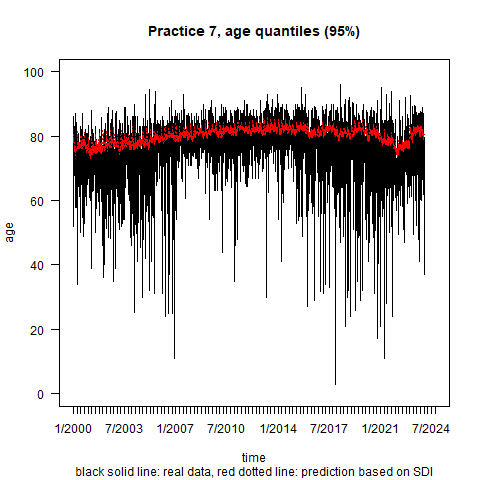 Practice 7, age quantiles (95%)
100
80
60
40
20
0
age
1/2000 7/2003 1/2007 7/2010 1/2014 7/2017 1/2021 7/2024
time
black solid line: real data, red dotted line: prediction based on SDI